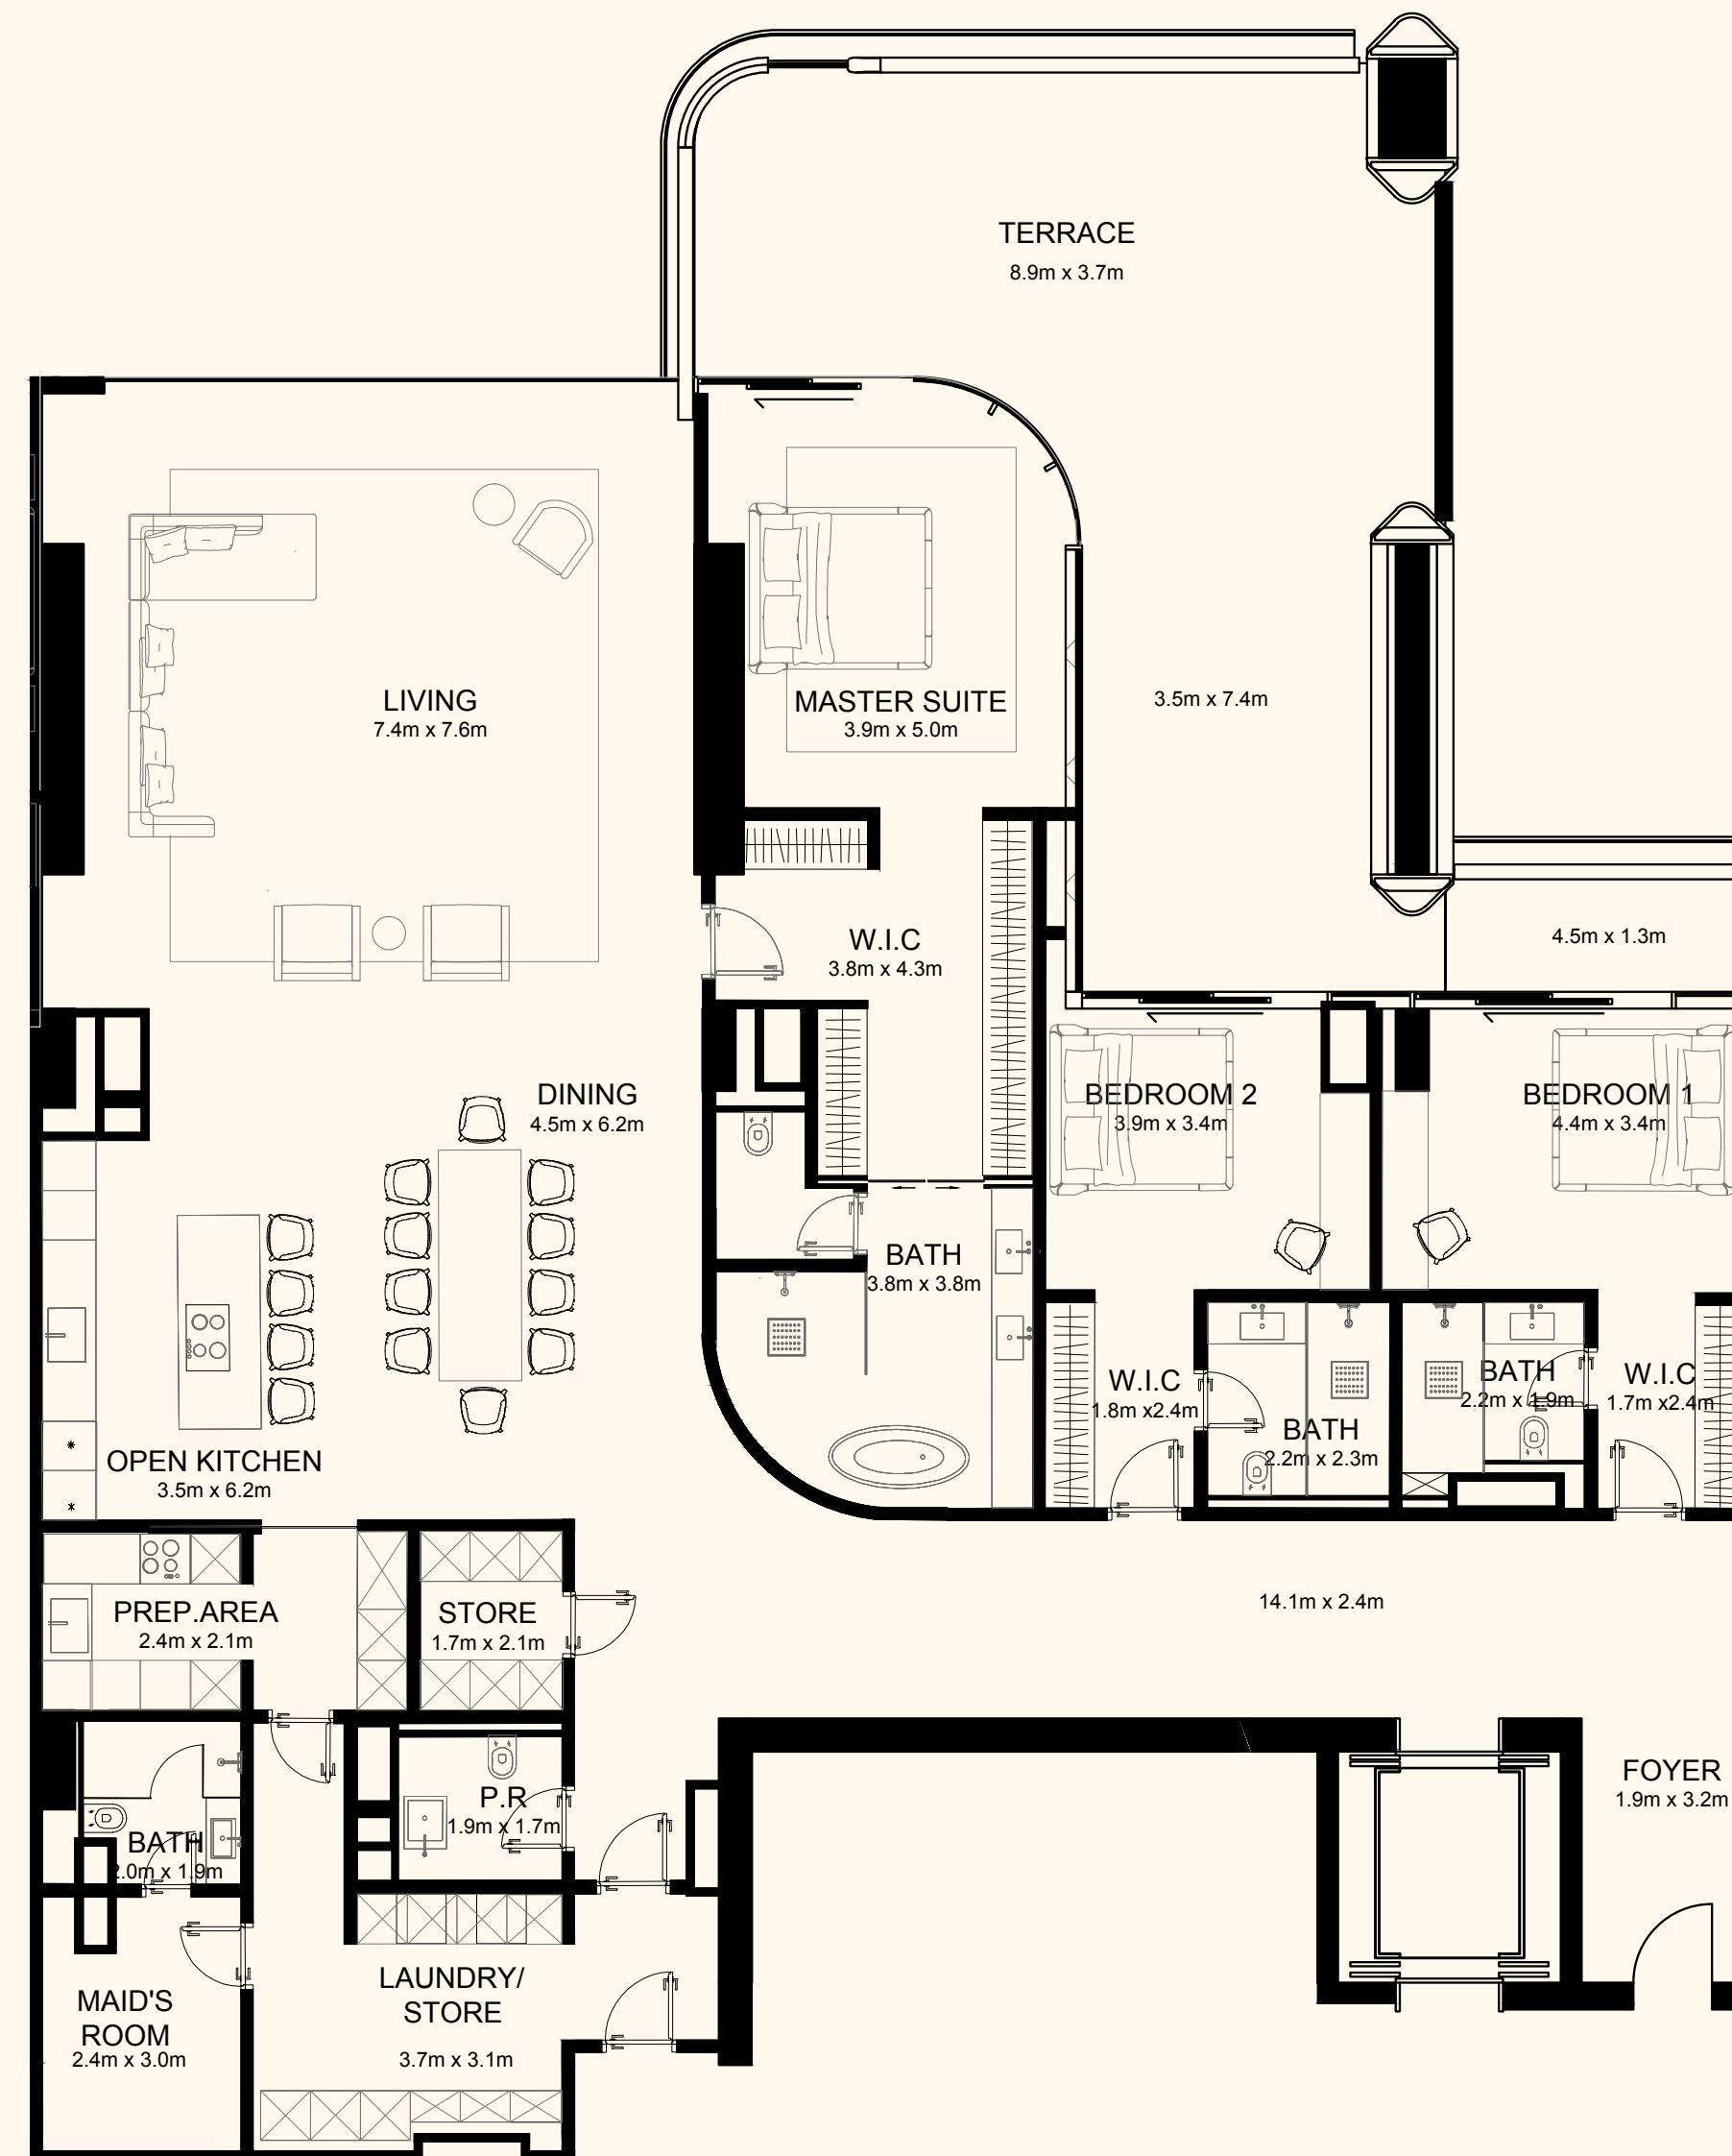 TERRACE
8.9m x 3.7m
LIVING
7.4m x 7.6m
MASTER SUITE
3.9m x 5.0m
3.5m x 7.4m
W.I.C
3.8m x 4.3m
4.5m x 1.3m
DINING
4.5m x 6.2m
BEDROOM 2
3.9m x 3.4m
BEDROOM 1
4.4m x 3.4m
BATH
3.8m x 3.8m
W.I.C
1.8m x2.4m
BATH
2.2m x 2.3m
BATH
2.2m x 1.9m
W.I.C
1.7m x2.4m
OPEN KITCHEN
3.5m x 6.2m
PREP.AREA
2.4m x 2.1m
STORE
1.7m x 2.1m
14.1m x 2.4m
P.R
1.9m x 1.7m
FOYER
1.9m x 3.2m
BATH
2.0m x 1.9m
MAID'S
ROOM
2.4m x 3.0m
LAUNDRY/
STORE
3.7m x 3.1m